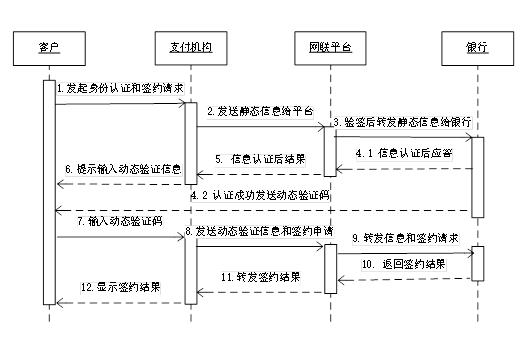 客户
支付机构
网联平台
银行
1.发起身份认证和签约请求
2.发送静态信息给平台
3.验签后转发静态信息给银行
4.1 信息认证后应答
5. 信息认证后结果
6.提示输入动态验证信息
4.2认证成功发送动态验证码
7.输入动态验证码
8.发送动态验证信息和签约申请
9.转发信息和签约请求
10. 返回签约结果
11.转发签约结果
12.显示签约结果